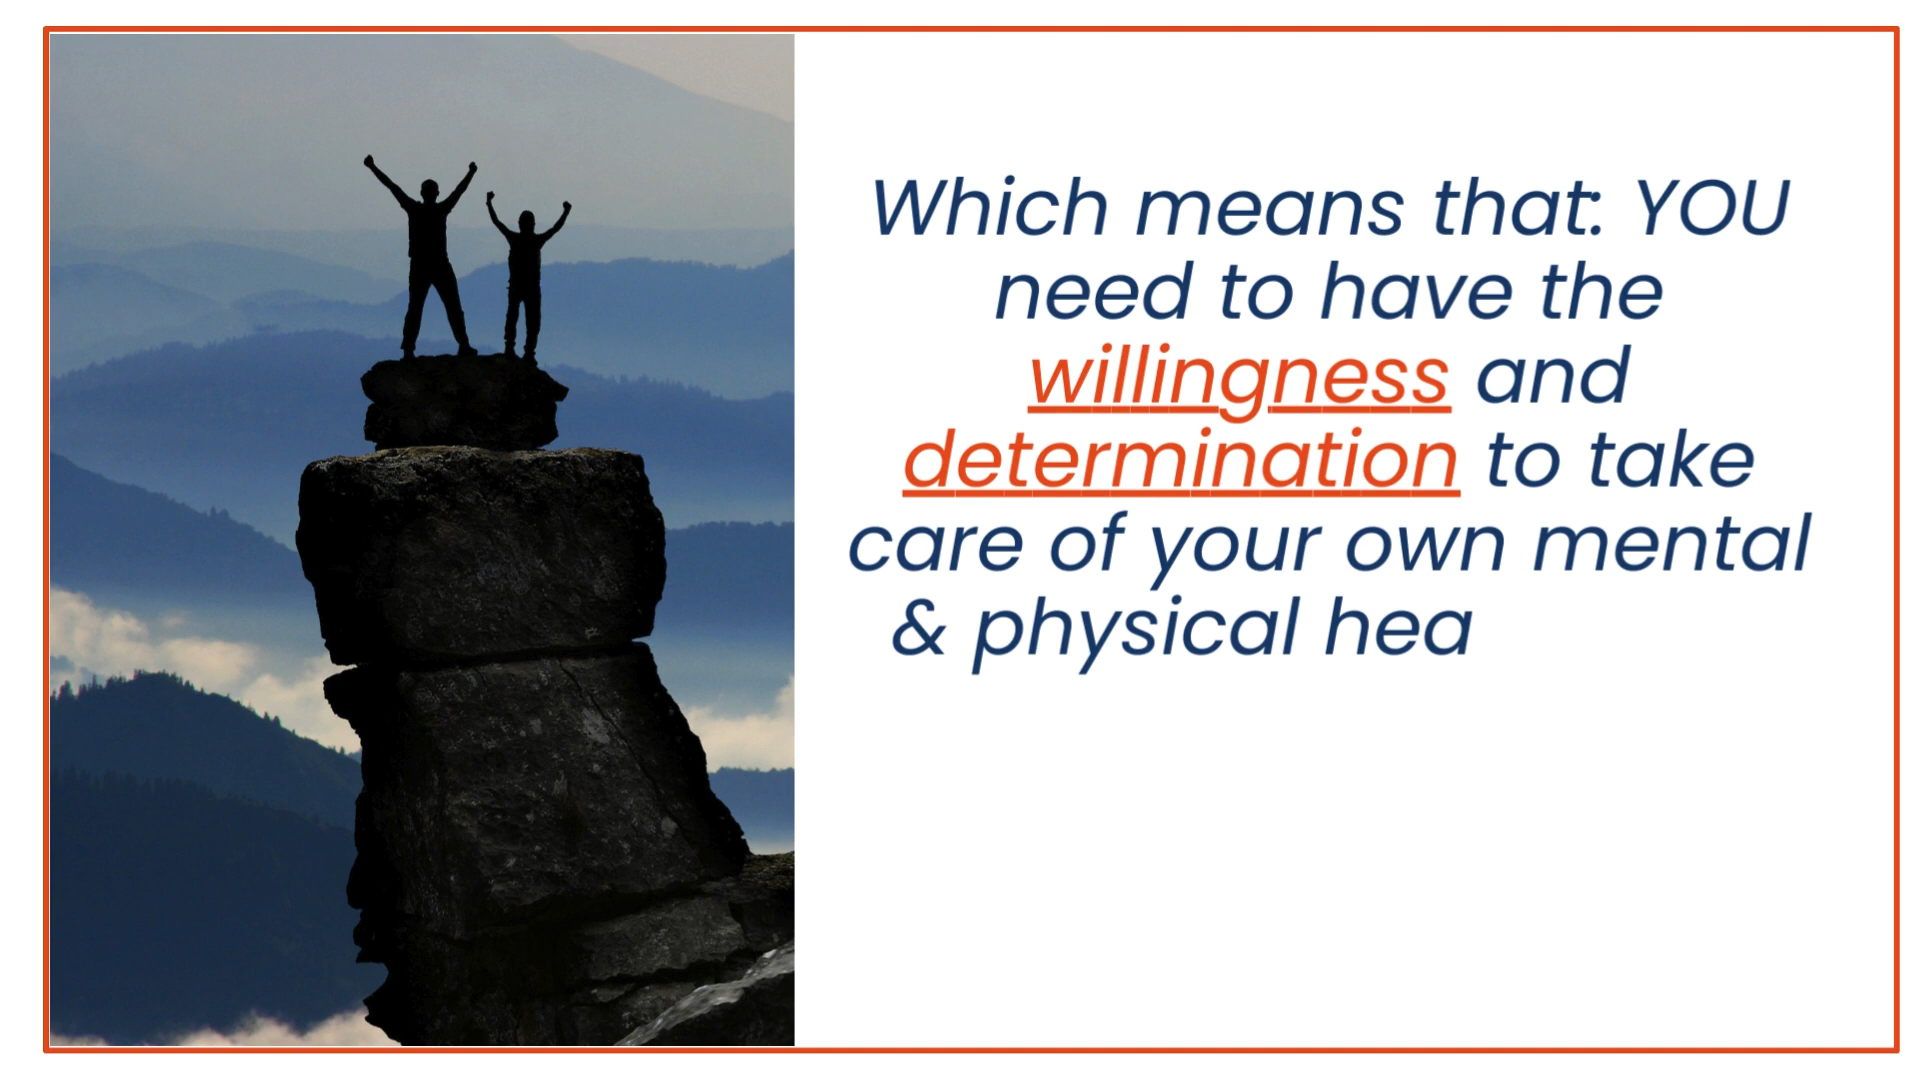 Which means that: YOU
need to have the
willingness and
determination to take
care of your own mental
& physical hea